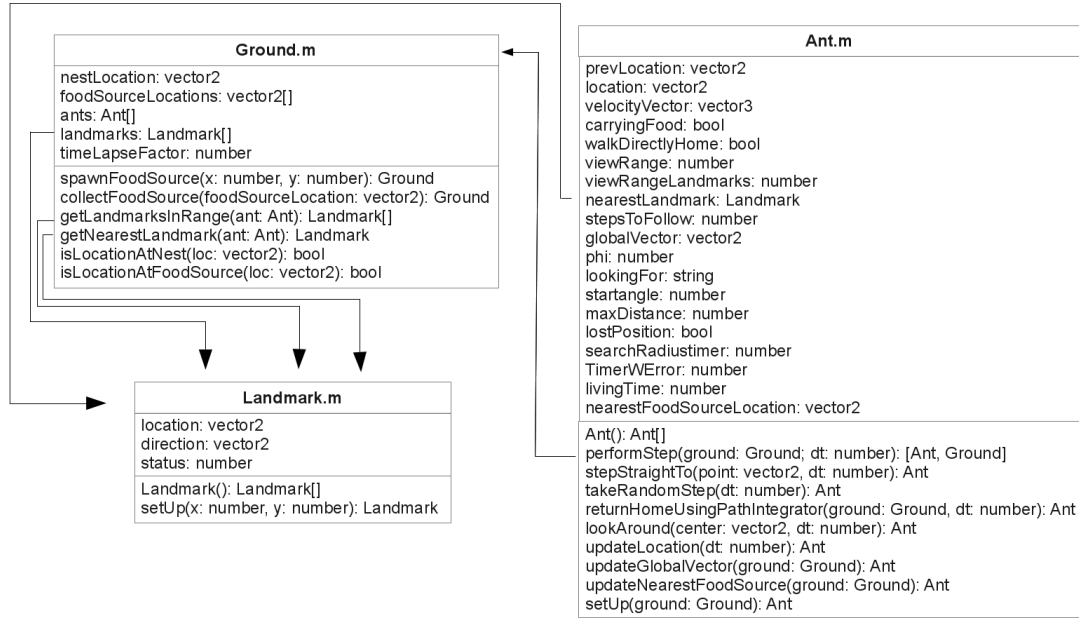 Ground.m
nestLocation: vector2
foodSourceLocations: vector2[]
ants: Ant[]
landmarks: Landmark[]
timeLapseFactor: number
spawnFoodSource(x: number, y: number): Ground
collectFoodSource(foodSourceLocation: vector2): Ground
getLandmarksInRange(ant: Ant): Landmark[]
getNearestLandmark(ant: Ant): Landmark
isLocationAtNest(loc: vector2): bool
isLocationAtFoodSource(loc: vector2): bool
Landmark.m
location: vector2
direction: vector2
status: number
Landmark(): Landmark[]
setUp(x: number, y: number): Landmark
Ant.m
prevLocation: vector2
location: vector2
velocityVector: vector3
carryingFood: bool
walkDirectlyHome: bool
viewRange: number
viewRangeLandmarks: number
nearestLandmark: Landmark
stepsToFollow: number
globalVector: vector2
phi: number
lookingFor: string
startangle: number
maxDistance: number
lostPosition: bool
searchRadiustimer: number
TimerWError: number
livingTime: number
nearestFoodSourceLocation: vector2
Ant(): Ant[]
performStep(ground: Ground; dt: number): [Ant, Ground]
stepStraightTo(point: vector2, dt: number): Ant
takeRandomStep(dt: number): Ant
returnHomeUsingPathIntegrator(ground: Ground, dt: number): Ant
lookAround(center: vector2, dt: number): Ant
updateLocation(dt: number): Ant
updateGlobalVector(ground: Ground): Ant
updateNearestFoodSource(ground: Ground): Ant
setUp(ground: Ground): Ant